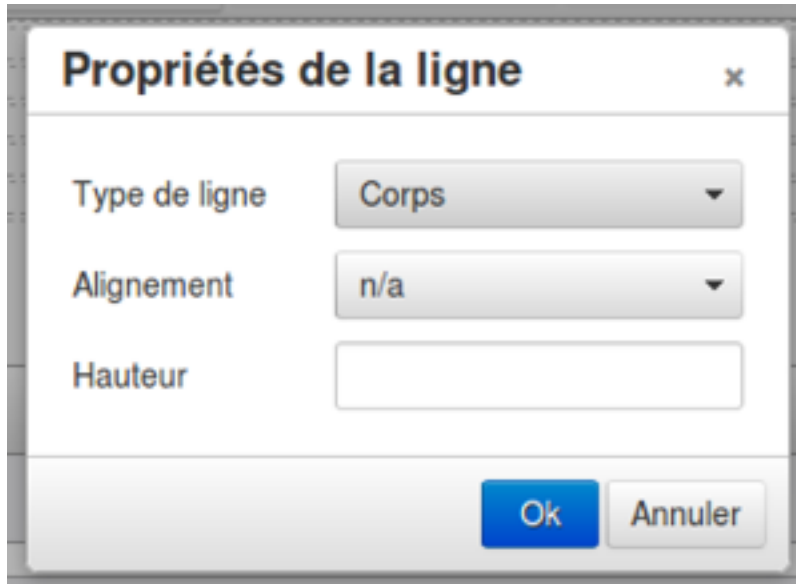 Propriétés de la ligne ×
Type de ligne Corps
Alignement n/a
Hauteur
Ok Annuler